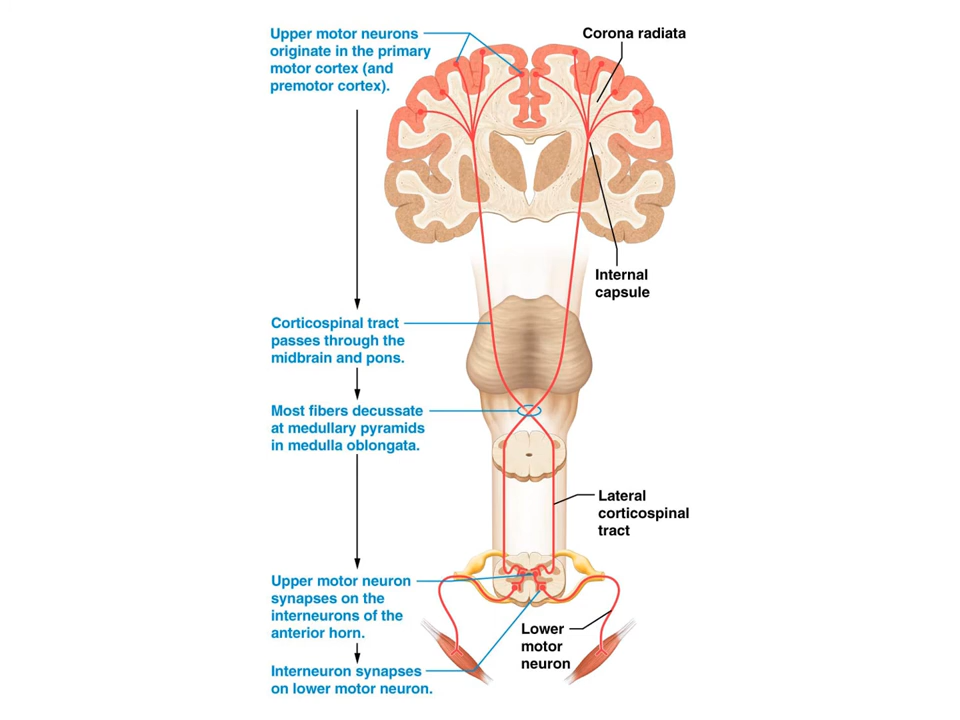 Upper motor neurons
originate in the primary
motor cortex (and
premotor cortex).
Corona radiata
Internal
capsule
Corticospinal tract
passes through the
midbrain and pons.
Most fibers decussate
at medullary pyramids
in medulla oblongata.
Lateral
corticospinal
tract
Upper motor neuron
synapses on the
interneurons of the
anterior horn.
Lower
motor
neuron
Interneuron synapses
on lower motor neuron.